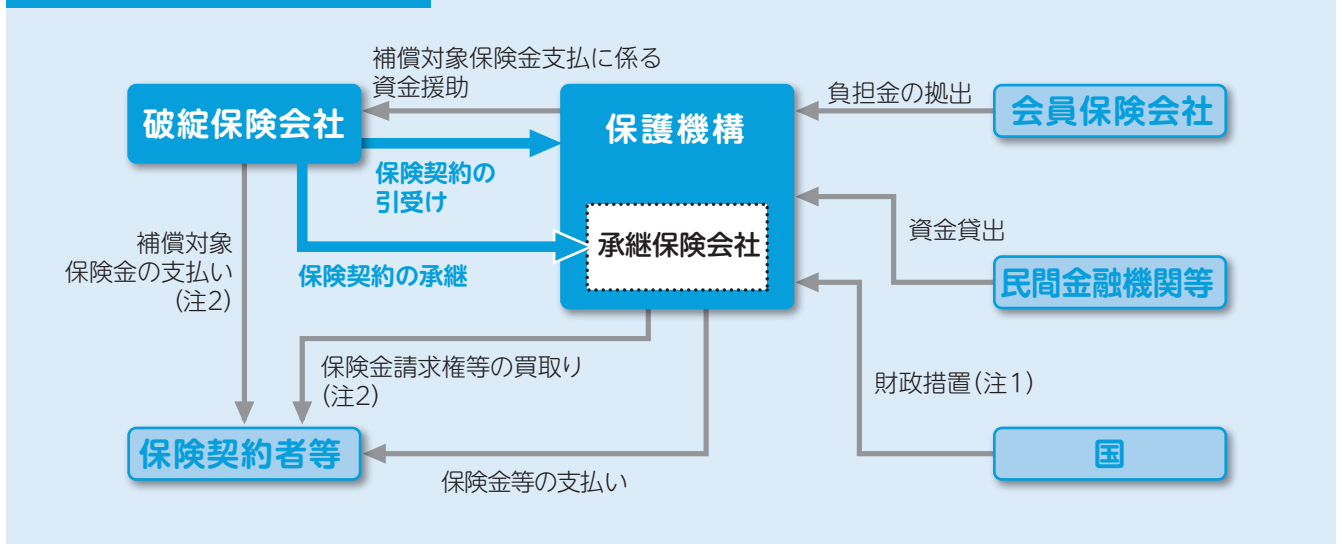 補償対象保険金支払に係る
資金援助
破綻保険会社
保護機構
負担金の拠出
会員保険会社
保険契約の
引受け
承継保険会社
資金貸出
補償対象
保険金の支払い
(注2)
保険契約の承継
民間金融機関等
保険金請求権等の買取り
(注2)
財政措置(注1)
保険契約者等
保険金等の支払い
国